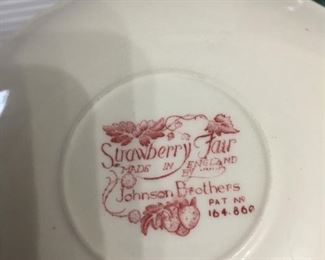 Strawberry Fair
MADE IN ENGLAND
BY
Johnson Brothers
PAT NO
164.860